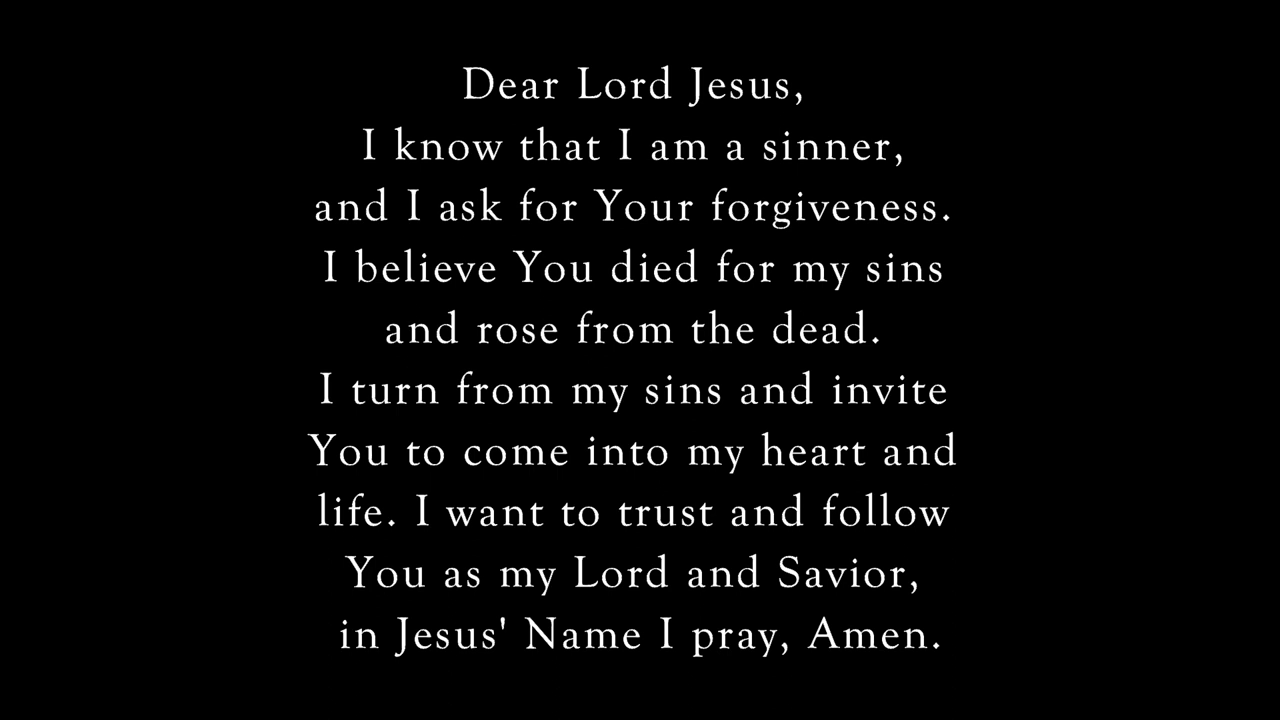 Dear Lord Jesus,
I know that I am a sinner,
and I ask for Your forgiveness.
I believe You died for my sins
and rose from the dead.
I turn from my sins and invite
You to come into my heart and
life. I want to trust and follow
You as my Lord and Savior,
in Jesus' Name I pray, Amen.